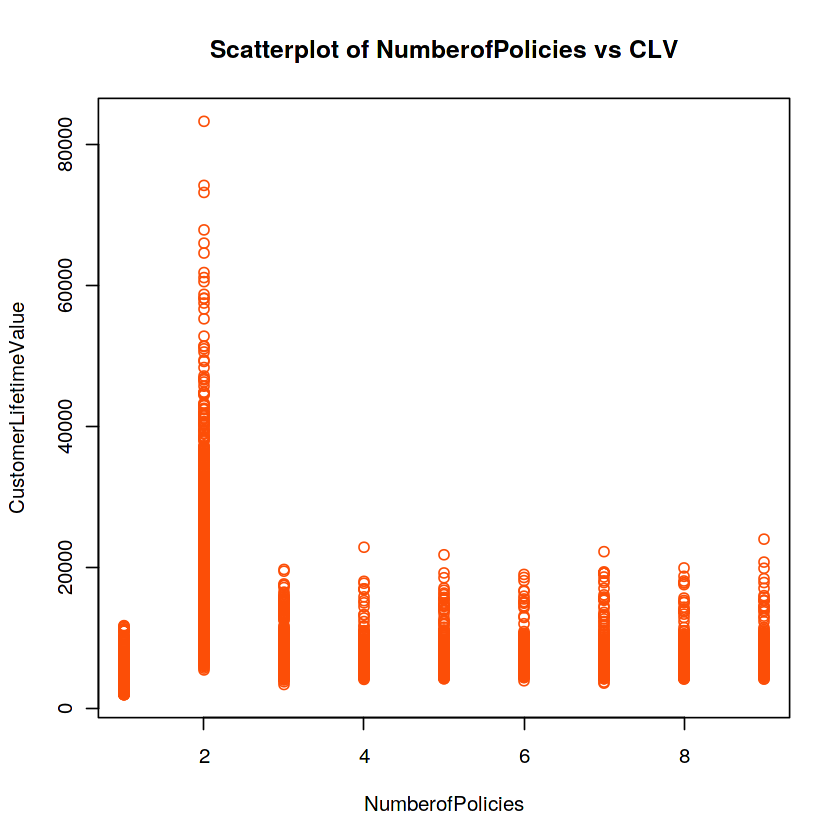 Scatterplot of NumberofPolicies vs CLV
CustomerLifetimeValue
80000
60000
40000
20000
0
2 4 6 8
NumberofPolicies